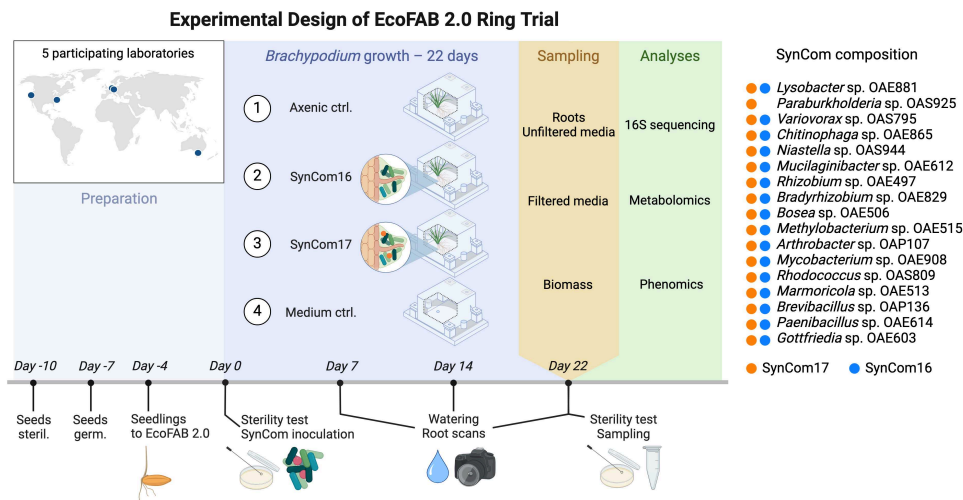 Experimental Design of EcoFAB 2.0 Ring Trial
5 participating laboratories
Preparation
Brachypodium growth – 22 days
1 Axenic ctrl.
2 SynCom16
3 SynCom17
4 Medium ctrl.
Sampling
Roots
Unfiltered media
Filtered media
Biomass
Analyses
16S sequencing
Metabolomics
Phenomics
SynCom composition
Lysobacter sp. OAE881
Paraburkholderia sp. OAS925
Variovorax sp. OAS795
Chitinophaga sp. OAE865
Niastella sp. OAS944
Mucilaginibacter sp. OAE612
Rhizobium sp. OAE497
Bradyrhizobium sp. OAE829
Bosea sp. OAE506
Methylobacterium sp. OAE515
Arthrobacter sp. OAP107
Mycobacterium sp. OAE908
Rhodococcus sp. OAS809
Marmoricola sp. OAE513
Brevibacillus sp. OAP136
Paenibacillus sp. OAE614
Gottfriedia sp. OAE603
SynCom17 SynCom16
Day -10 Day -7 Day -4 Day 0 Day 7 Day 14 Day 22
Seeds
steril.
Seeds
germ.
Seedlings
to EcoFAB 2.0
Sterility test
SynCom inoculation
Watering
Root scans
Sterility test
Sampling